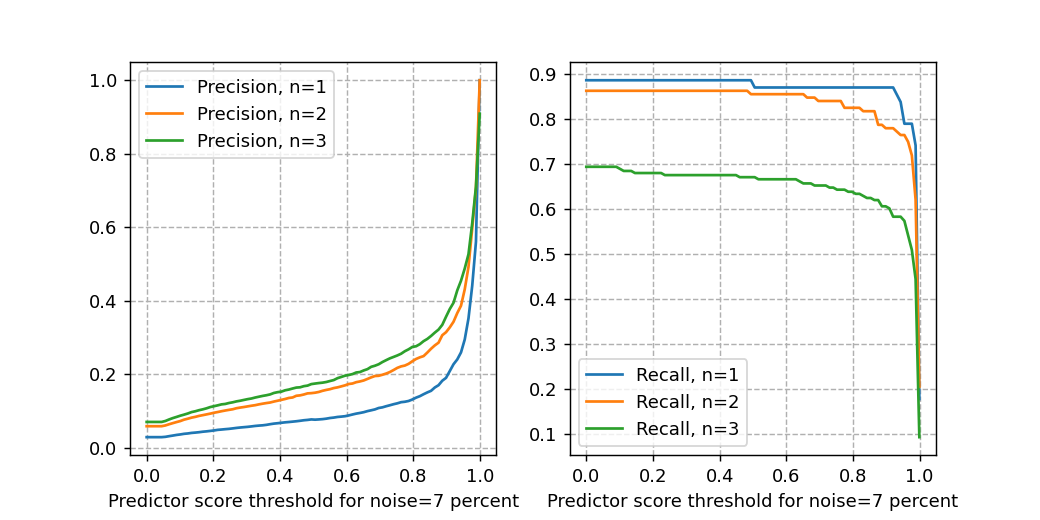 1.0
0.8
0.6
0.4
0.2
0.0
Precision, n=1
Precision, n=2
Precision, n=3
0.0 0.2 0.4 0.6 0.8 1.0
Predictor score threshold for noise=7 percent
0.9
0.8
0.7
0.6
0.5
0.4
0.3
0.2
0.1
Recall, n=1
Recall, n=2
Recall, n=3
0.0 0.2 0.4 0.6 0.8 1.0
Predictor score threshold for noise=7 percent